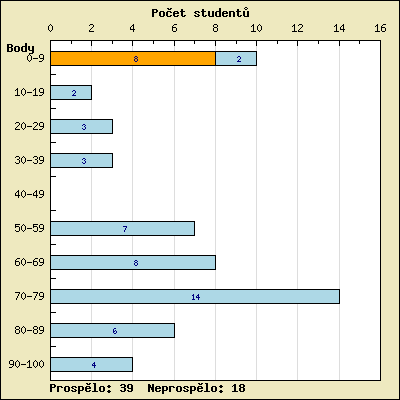 Počet studentů
0 2 4 6 8 10 12 14 16
Body
0-9 8 2
10-19 2
20-29 3
30-39 3
40-49
50-59 7
60-69 8
70-79 14
80-89 6
90-100 4
Prospělo: 39 Neprospělo: 18